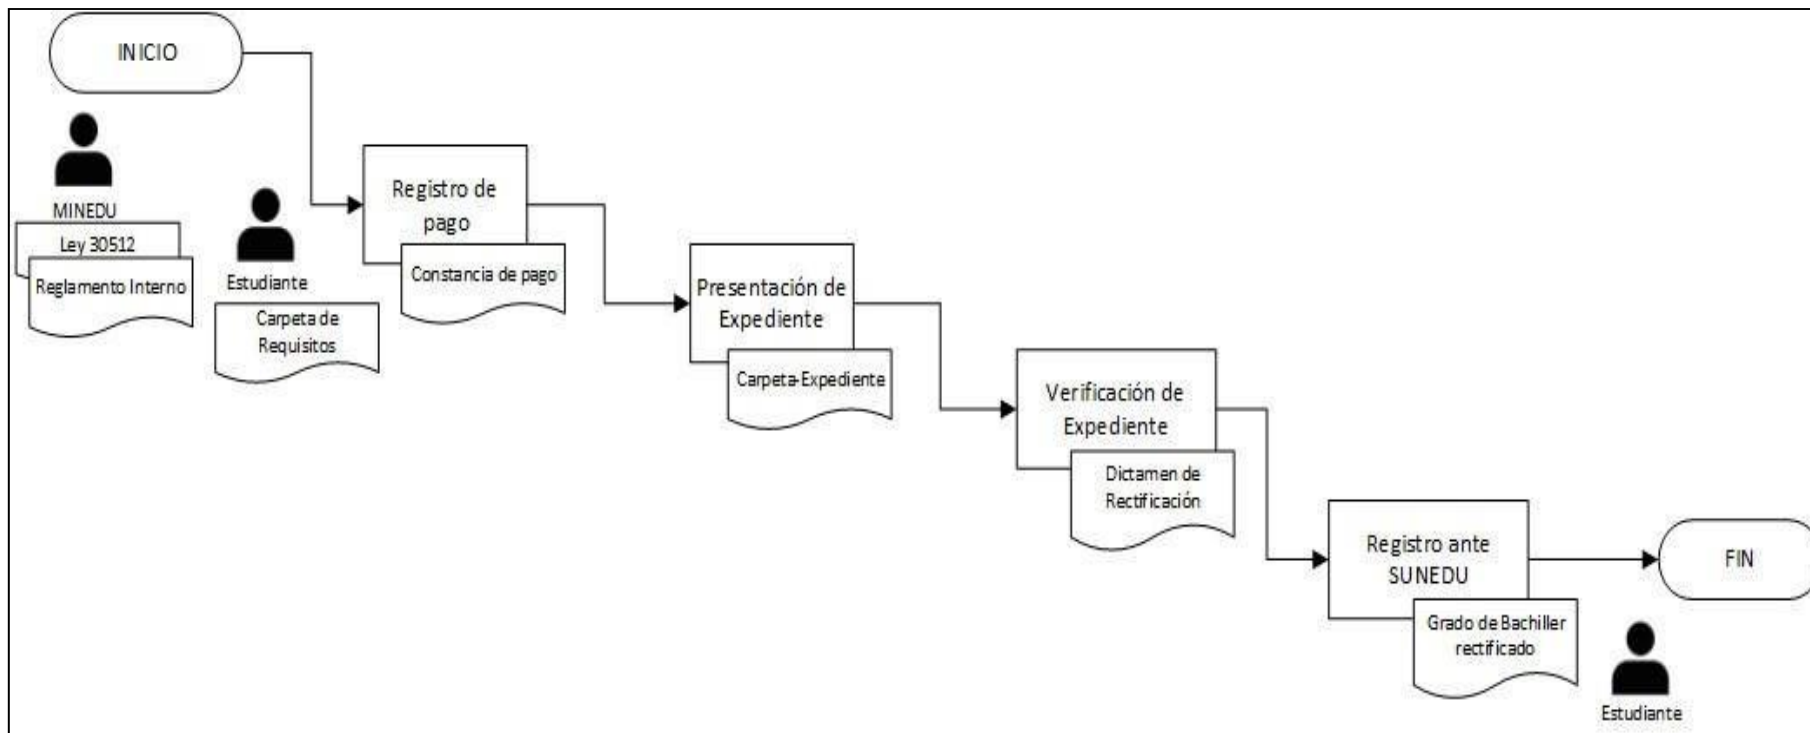 INICIO
MINEDU
Ley 30512
Reglamento Interno
Estudiante
Carpeta de
Requisitos
Registro de
pago
Constancia de pago
Presentación de
Expediente
Carpeta-Expediente
Verificación de
Expediente
Dictamen de
Rectificación
Registro ante
SUNEDU
Grado de Bachiller
rectificado
FIN
Estudiante